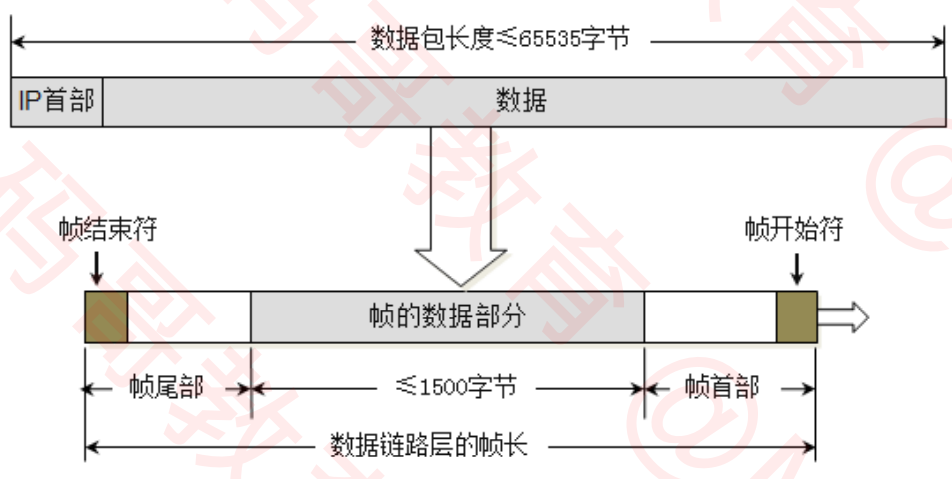 数据包长度≤65535字节
IP首部 数据
帧结束符 帧开始符
帧的数据部分
帧尾部 ≤1500字节 帧首部
数据链路层的帧长